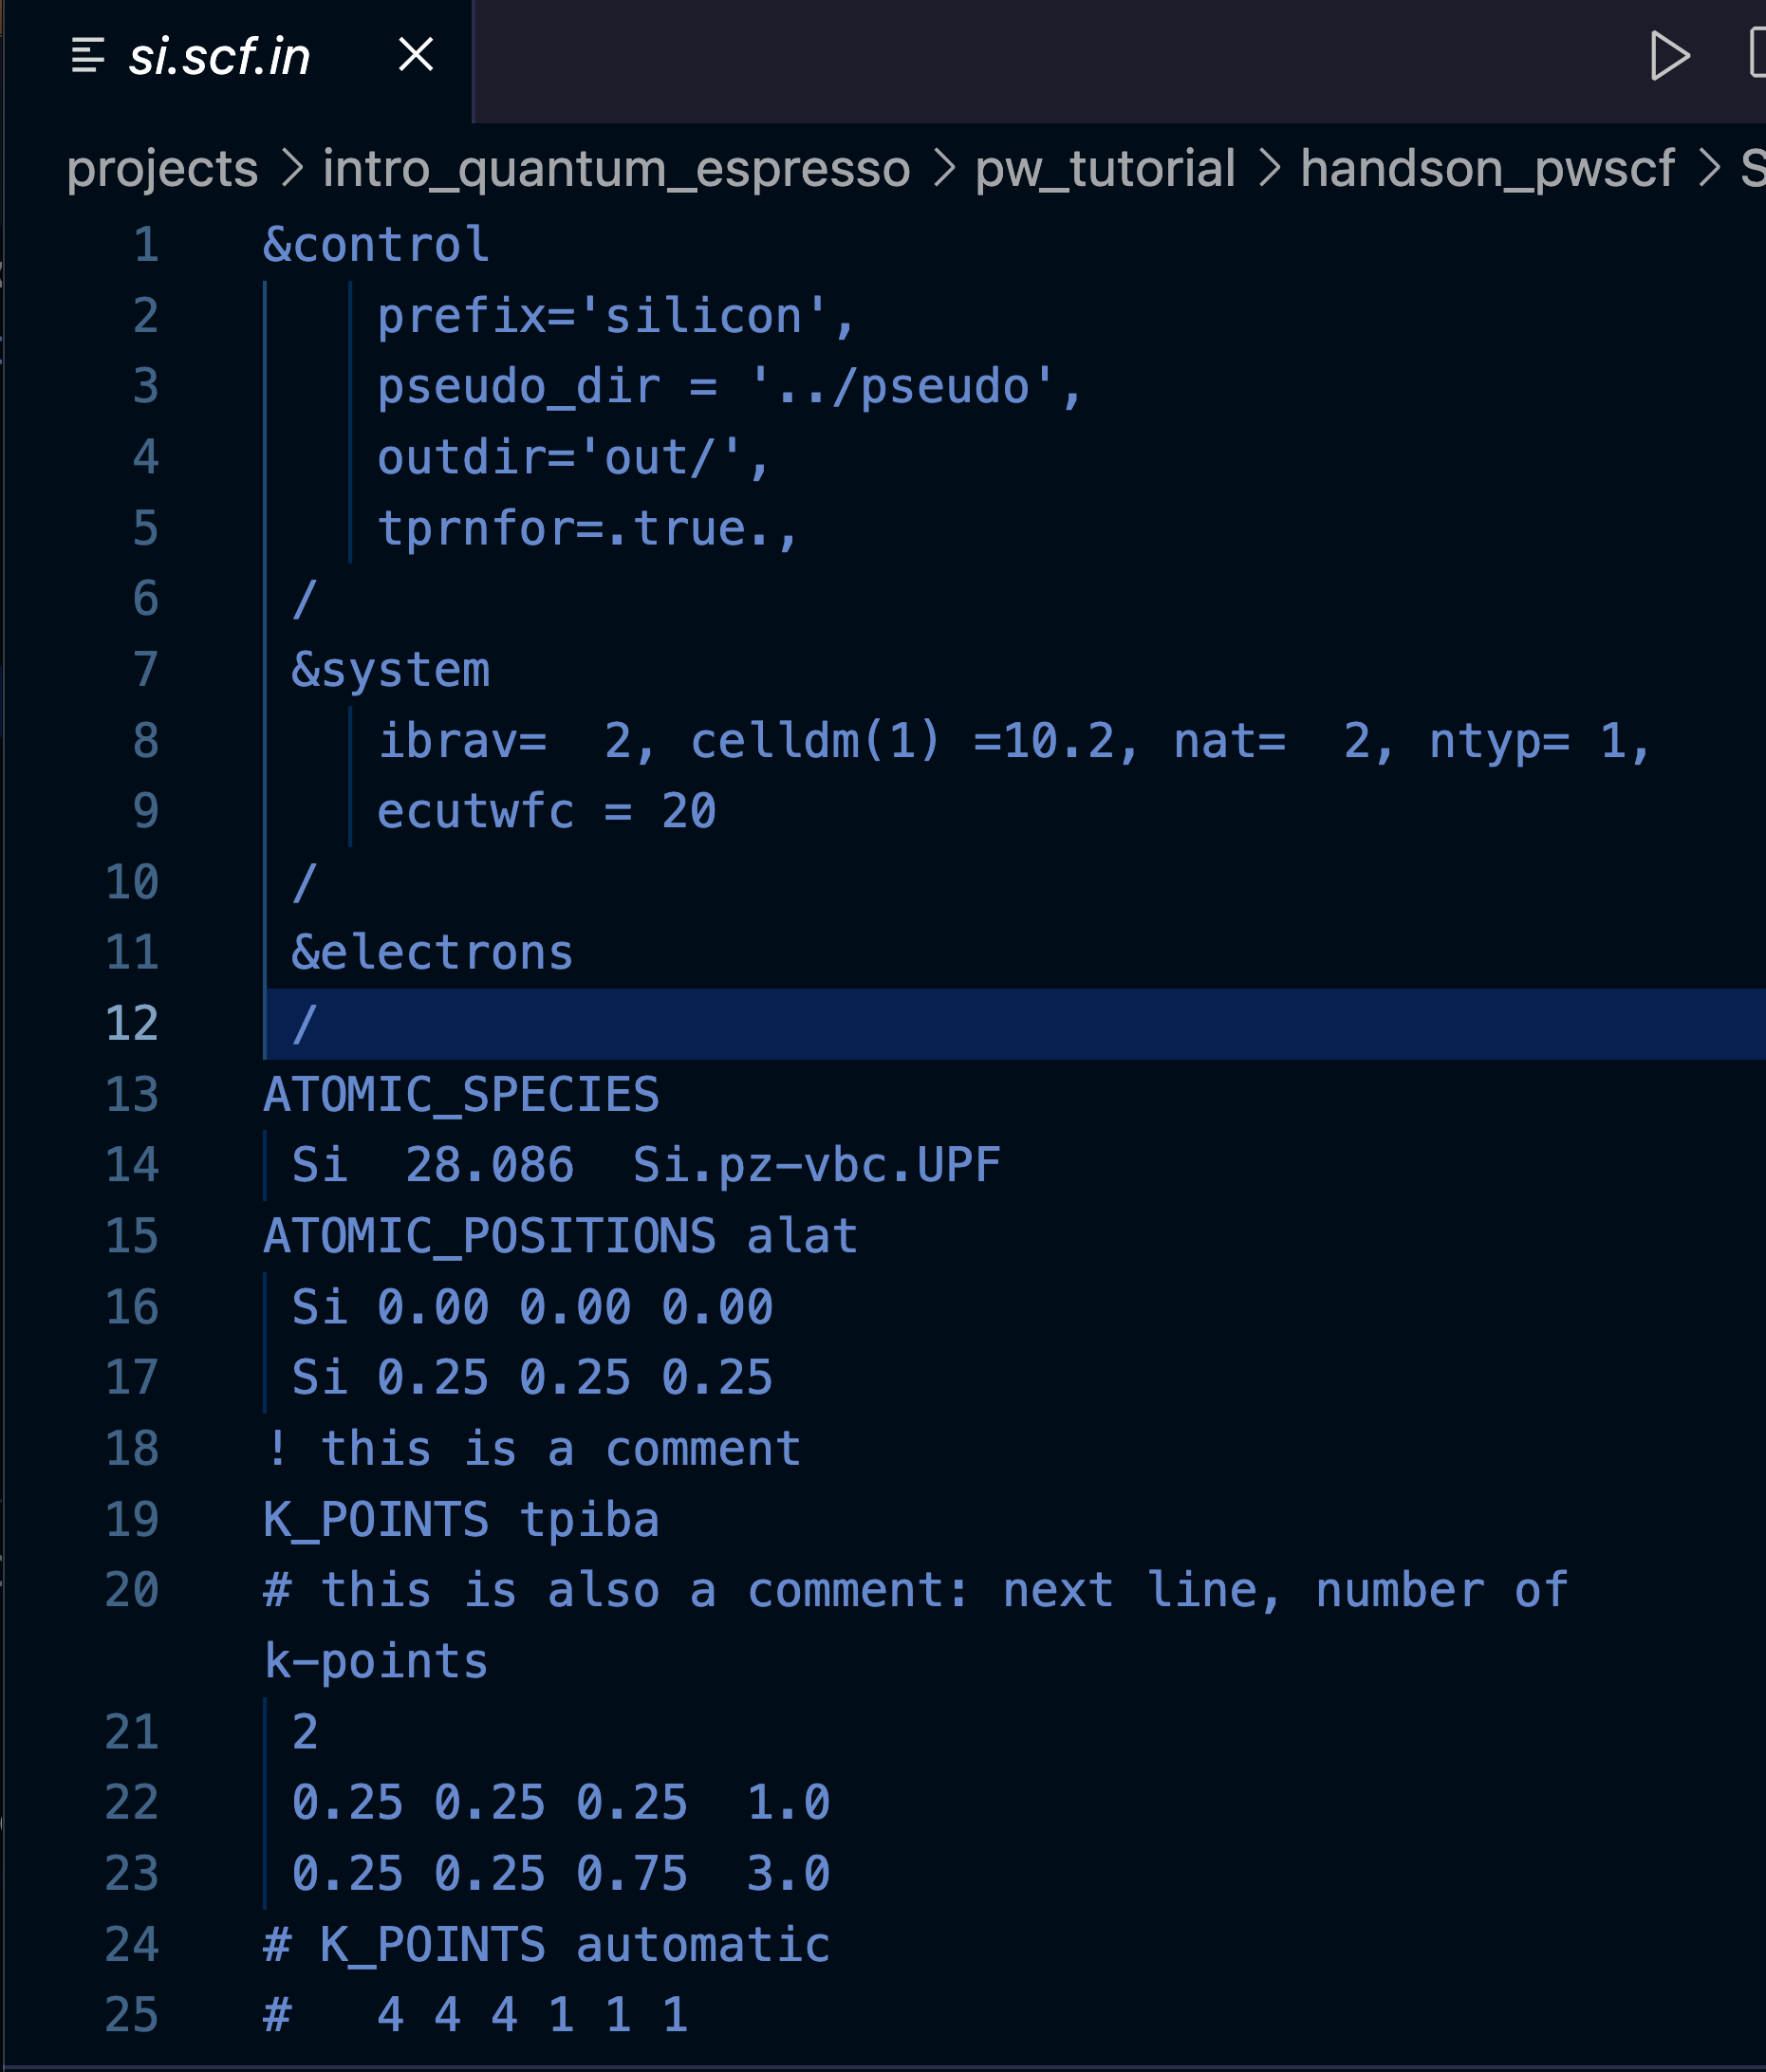 si.scf.in
projects > intro_quantum_espresso > pw_tutorial > handson_pwscf > S
1 &control
2     prefix='silicon',
3     pseudo_dir = '../pseudo',
4     outdir='out/',
5     tprnfor=.true.,
6  /
7  &system
8     ibrav=  2, celldm(1) =10.2, nat=  2, ntyp= 1,
9     ecutwfc = 20
10  /
11  &electrons
12  /
13 ATOMIC_SPECIES
14  Si  28.086  Si.pz-vbc.UPF
15 ATOMIC_POSITIONS alat
16  Si 0.00 0.00 0.00
17  Si 0.25 0.25 0.25
18 ! this is a comment
19 K_POINTS tpiba
20 # this is also a comment: next line, number of
k-points
21  2
22  0.25 0.25 0.25  1.0
23  0.25 0.25 0.75  3.0
24 # K_POINTS automatic
25 #   4 4 4 1 1 1